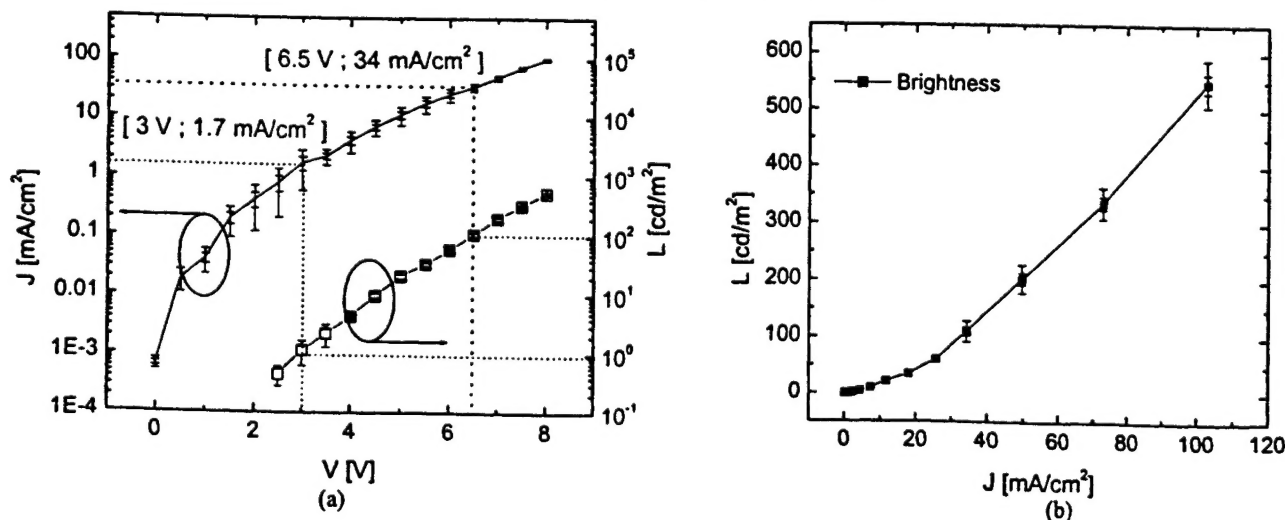 [ 6.5 V ; 34 mA/cm²]
[ 3 V ; 1.7 mA/cm²]
100
10
1
0.1
0.01
1E-3
1E-4
J [mA/cm²]
10⁵
10⁴
10³
10²
10¹
10⁰
10⁻¹
L [cd/m²]
0 2 4 6 8
V [V]
(a)
Brightness
600
500
400
300
200
100
0
L [cd/m²]
0 20 40 60 80 100 120
J [mA/cm²]
(b)